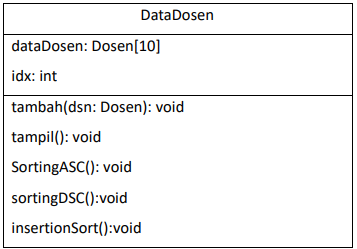 DataDosen
dataDosen: Dosen[10]
idx: int
tambah(dsn: Dosen): void
tampil(): void
SortingASC(): void
sortingDSC():void
insertionSort():void